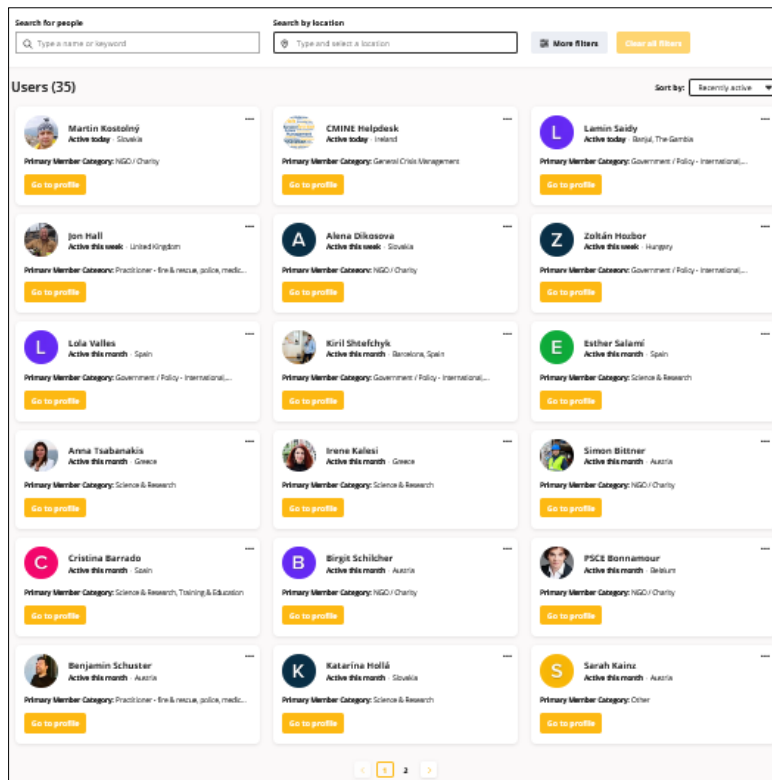 Search for people
Search by location
Type a name or keyword
Type and select a location
More filters
Clear all filters
Users (35)
Sort by:
Recently active
Martin Kostolný
Active today · Slovakia
Primary Member Category: NGO / Charity
Go to profile
CMINE Helpdesk
Active today · Ireland
Primary Member Category: General Crisis Management
Go to profile
L
Lamin Saidy
Active today · Banjul, The Gambia
Primary Member Category: Government / Policy - International,...
Go to profile
Jon Hall
Active this week · United Kingdom
Primary Member Category: Practitioner - fire & rescue, police, medic...
Go to profile
A
Alena Dikosova
Active this week · Slovakia
Primary Member Category: NGO / Charity
Go to profile
Z
Zoltán Hozbor
Active this week · Hungary
Primary Member Category: Government / Policy - International,...
Go to profile
L
Lola Valles
Active this month · Spain
Primary Member Category: Government / Policy - International,...
Go to profile
Kiril Shtefchyk
Active this month · Barcelona, Spain
Primary Member Category: Government / Policy - International,...
Go to profile
E
Esther Salamí
Active this month · Spain
Primary Member Category: Science & Research
Go to profile
Anna Tsabanakis
Active this month · Greece
Primary Member Category: Science & Research
Go to profile
Irene Kalesi
Active this month · Greece
Primary Member Category: Science & Research
Go to profile
Simon Bittner
Active this month · Austria
Primary Member Category: NGO / Charity
Go to profile
C
Cristina Barrado
Active this month · Spain
Primary Member Category: Science & Research, Training & Education
Go to profile
B
Birgit Schilcher
Active this month · Austria
Primary Member Category: NGO / Charity
Go to profile
PSCE Bonnamour
Active this month · Belgium
Primary Member Category: NGO / Charity
Go to profile
Benjamin Schuster
Active this month · Austria
Primary Member Category: Practitioner - fire & rescue, police, medic...
Go to profile
K
Katarína Hollá
Active this month · Slovakia
Primary Member Category: Science & Research
Go to profile
S
Sarah Kainz
Active this month · Austria
Primary Member Category: Other
Go to profile
1 2